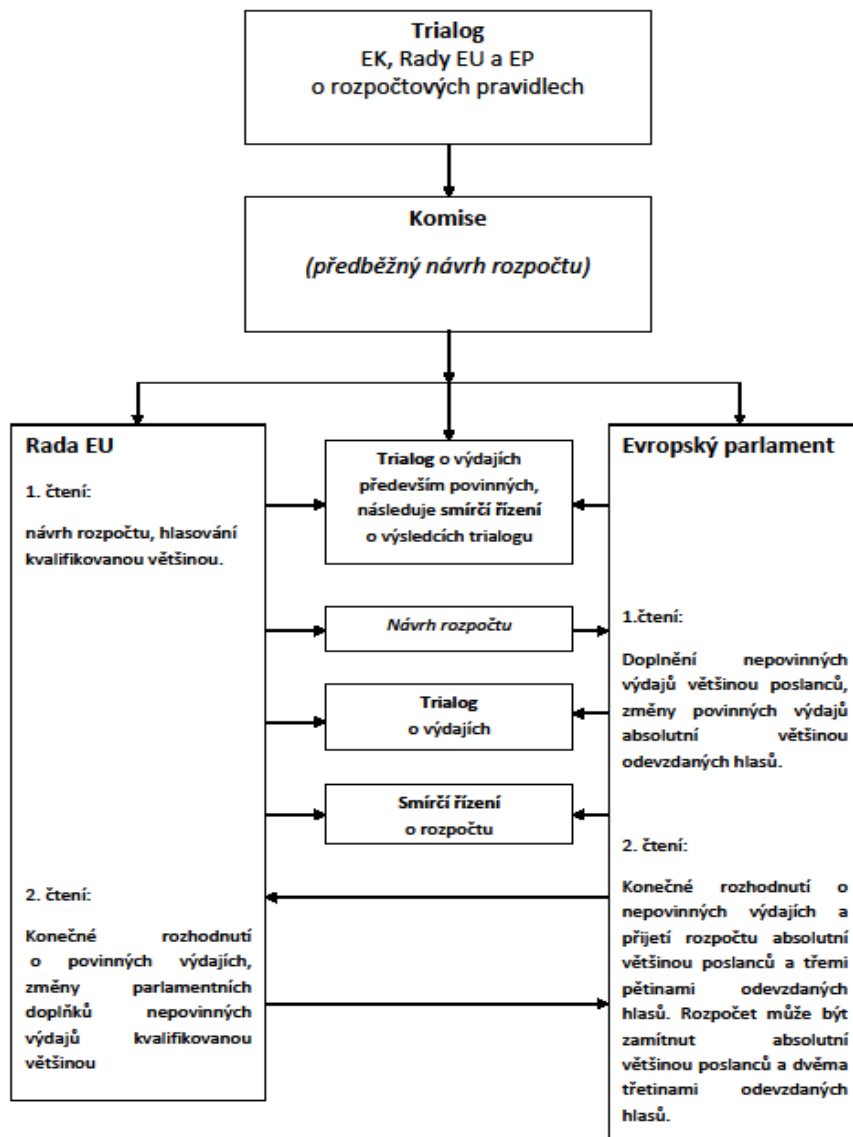 Trialog
EK, Rady EU a EP
o rozpočtových pravidlech
Komise
(předběžný návrh rozpočtu)
Rada EU
1. čtení:
návrh rozpočtu, hlasování
kvalifikovanou většinou.
2. čtení:
Konečné rozhodnutí
o povinných výdajích,
změny parlamentních
doplňků nepovinných
výdajů kvalifikovanou
většinou
Trialog o výdajích
především povinných,
následuje smírčí řízení
o výsledcích trialogu
Návrh rozpočtu
Trialog
o výdajích
Smírčí řízení
o rozpočtu
Evropský parlament
1.čtení:
Doplnění nepovinných
výdajů většinou poslanců,
změny povinných výdajů
absolutní většinou
odevzdaných hlasů.
2. čtení:
Konečné rozhodnutí o
nepovinných výdajích a
přijetí rozpočtu absolutní
většinou poslanců a třemi
pětinami odevzdaných
hlasů. Rozpočet může být
zamítnut absolutní
většinou poslanců a dvěma
třetinami odevzdaných
hlasů.